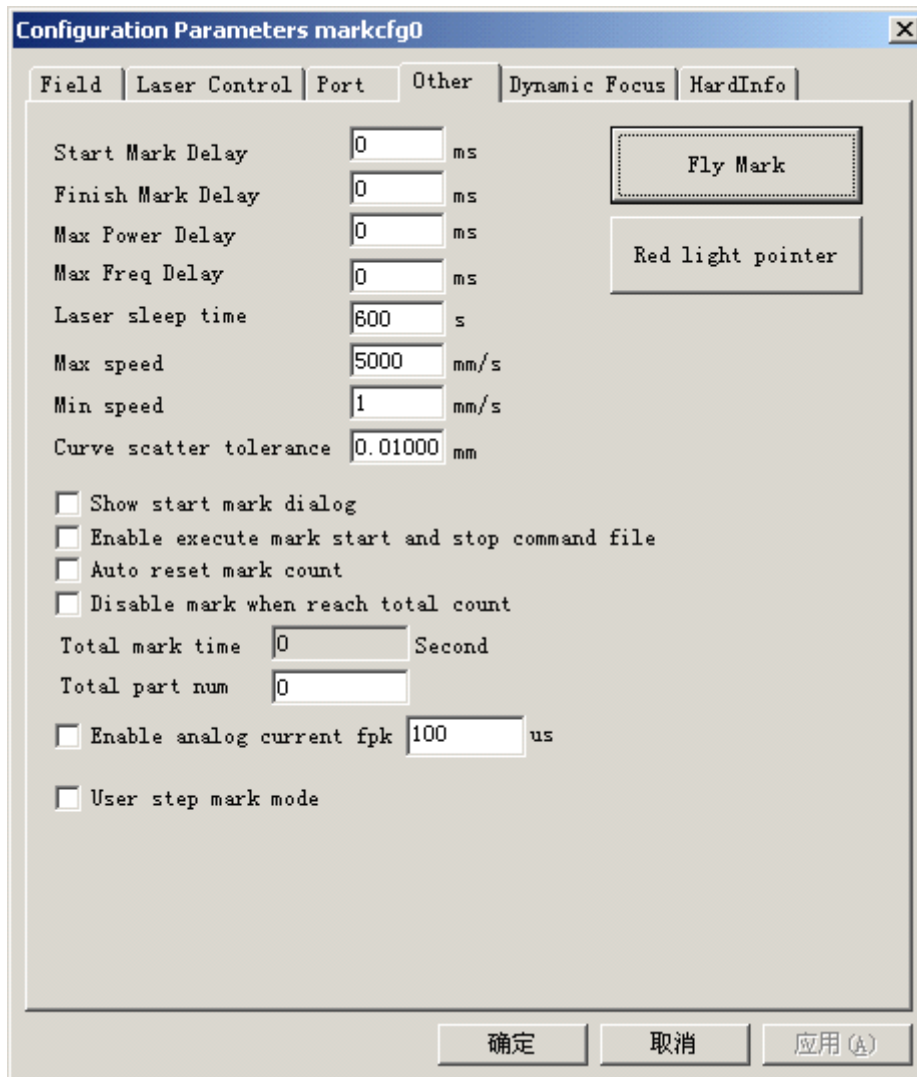 Configuration Parameters markcfg0
Field Laser Control Port Other Dynamic Focus HardInfo
Start Mark Delay 0 ms
Fly Mark
Finish Mark Delay 0 ms
Max Power Delay 0 ms
Red light pointer
Max Freq Delay 0 ms
Laser sleep time 600 s
Max speed 5000 mm/s
Min speed 1 mm/s
Curve scatter tolerance 0.01000 mm
Show start mark dialog
Enable execute mark start and stop command file
Auto reset mark count
Disable mark when reach total count
Total mark time 0 Second
Total part num 0
Enable analog current fpk 100 us
User step mark mode
确定 取消 应用(A)